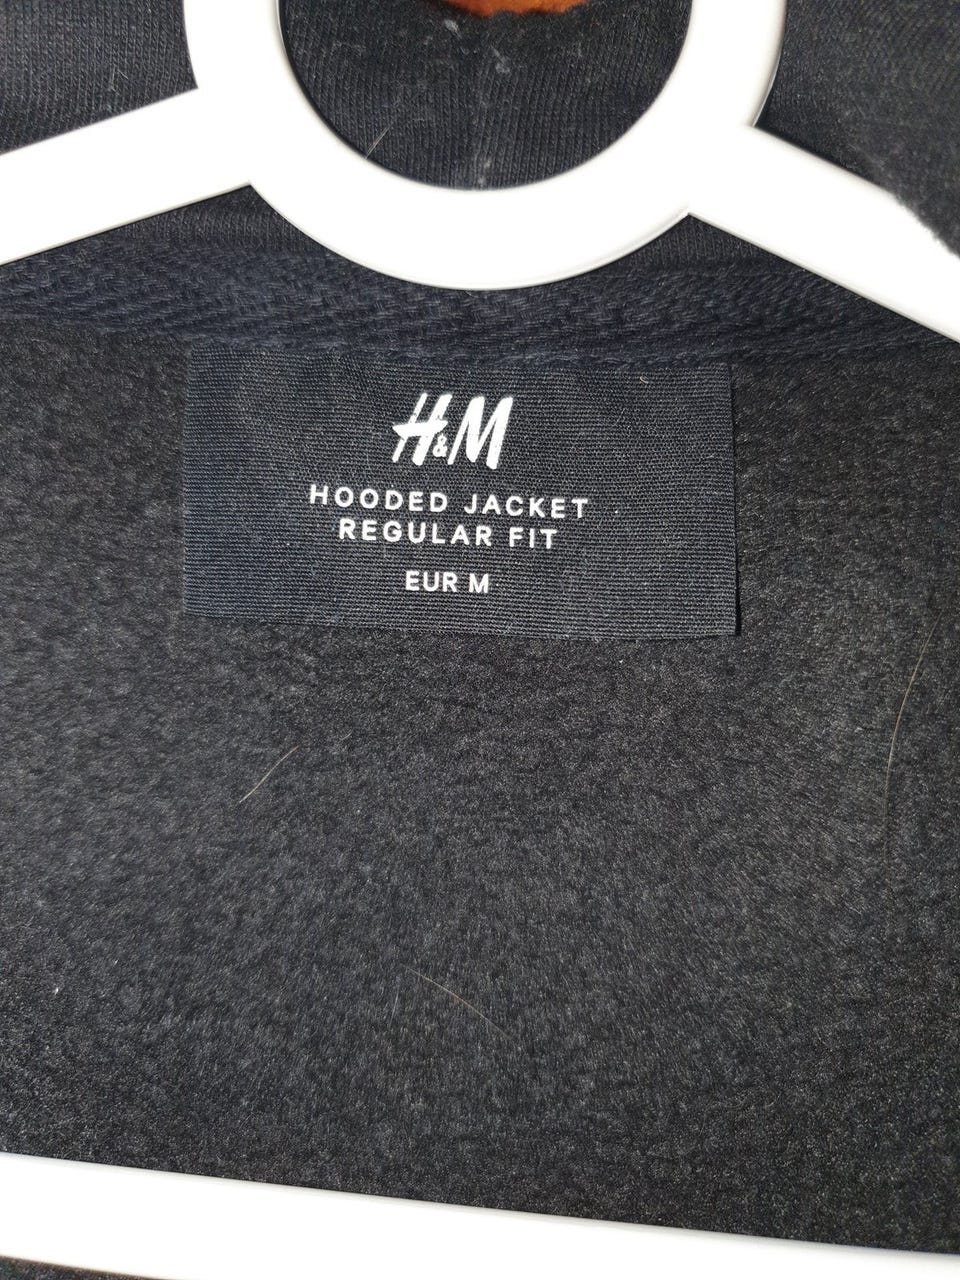 H&M
HOODED JACKET
REGULAR FIT
EUR M